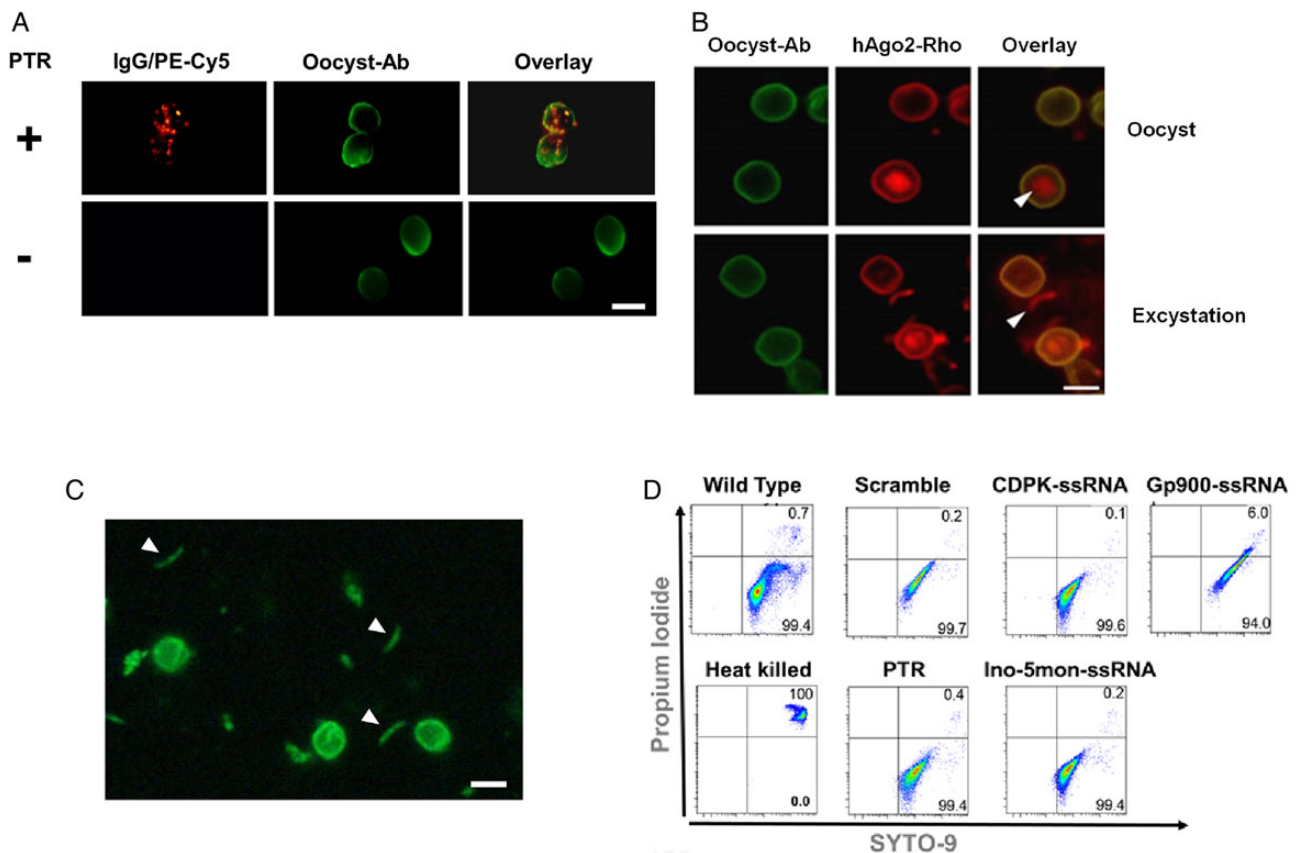 A
PTR
IgG/PE-Cy5 Oocyst-Ab Overlay
+
-
B
Oocyst-Ab hAgo2-Rho Overlay
Oocyst
Excystation
C
D
Wild Type Scramble CDPK-ssRNA Gp900-ssRNA
0.7 0.2 0.1 6.0
99.4 99.7 99.6 94.0
Heat killed PTR Ino-5mon-ssRNA
100 0.4 0.2
0.0 99.4 99.4
Propium Iodide
SYTO-9